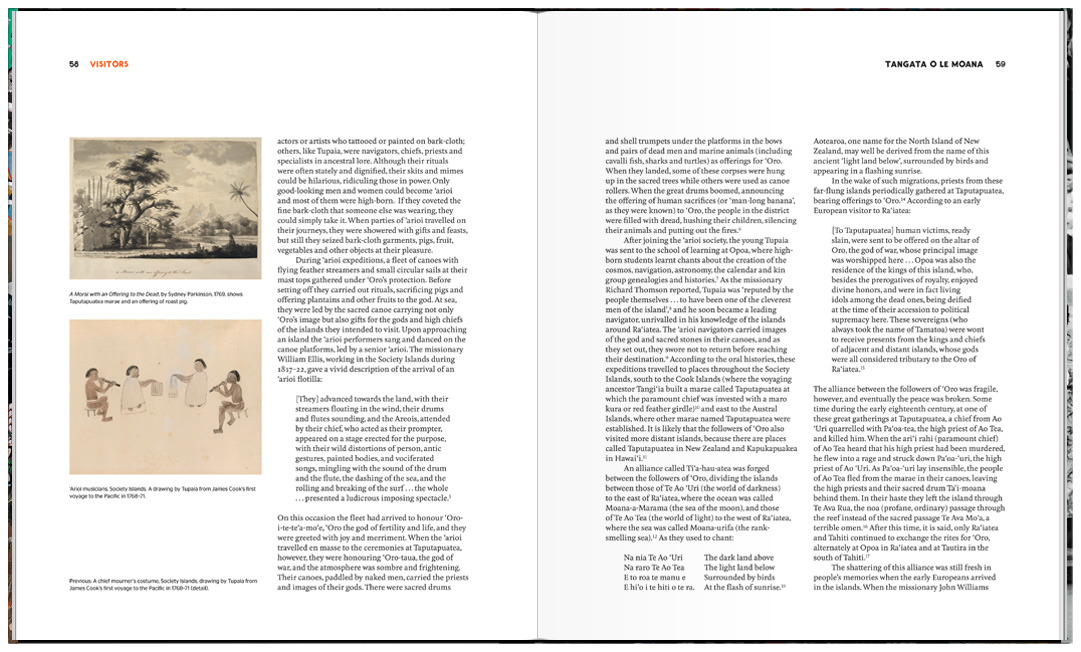 58 VISITORS
A Morai with an Offering to the Dead, by Sydney Parkinson, 1769, shows
Taputapuatea marae and an offering of roast pig.
'Arioi musicians, Society Islands. A drawing by Tupaia from James Cook's first
voyage to the Pacific in 1768–71.
Previous: A chief mourner's costume, Society Islands, drawing by Tupaia from
James Cook's first voyage to the Pacific in 1768–71 (detail).
actors or artists who tattooed or painted on bark-cloth;
others, like Tupaia, were navigators, chiefs, priests and
specialists in ancestral lore. Although their rituals
were often stately and dignified, their skits and mimes
could be hilarious, ridiculing those in power. Only
good-looking men and women could become 'arioi
and most of them were high-born. If they coveted the
fine bark-cloth that someone else was wearing, they
could simply take it. When parties of 'arioi travelled on
their journeys, they were showered with gifts and feasts,
but still they seized bark-cloth garments, pigs, fruit,
vegetables and other objects at their pleasure.
During 'arioi expeditions, a fleet of canoes with
flying feather streamers and small circular sails at their
mast tops gathered under 'Oro's protection. Before
setting off they carried out rituals, sacrificing pigs and
offering plantains and other fruits to the god. At sea,
they were led by the sacred canoe carrying not only
'Oro's image but also gifts for the gods and high chiefs
of the islands they intended to visit. Upon approaching
an island the 'arioi performers sang and danced on the
canoe platforms, led by a senior 'arioi. The missionary
William Ellis, working in the Society Islands during
1817–22, gave a vivid description of the arrival of an
'arioi flotilla:
[They] advanced towards the land, with their
streamers floating in the wind, their drums
and flutes sounding, and the Areois, attended
by their chief, who acted as their prompter,
appeared on a stage erected for the purpose,
with their wild distortions of person, antic
gestures, painted bodies, and vociferated
songs, mingling with the sound of the drum
and the flute, the dashing of the sea, and the
rolling and breaking of the surf ... the whole
... presented a ludicrous imposing spectacle.⁵
On this occasion the fleet had arrived to honour 'Oro-
i-te-te'a-mo'e, 'Oro the god of fertility and life, and they
were greeted with joy and merriment. When the 'arioi
travelled en masse to the ceremonies at Taputapuatea,
however, they were honouring 'Oro-taua, the god of
war, and the atmosphere was sombre and frightening.
Their canoes, paddled by naked men, carried the priests
and images of their gods. There were sacred drums
TANGATA O LE MOANA 59
and shell trumpets under the platforms in the bows
and pairs of dead men and marine animals (including
cavalli fish, sharks and turtles) as offerings for 'Oro.
When they landed, some of these corpses were hung
up in the sacred trees while others were used as canoe
rollers. When the great drums boomed, announcing
the offering of human sacrifices (or 'man-long banana',
as they were known) to 'Oro, the people in the district
were filled with dread, hushing their children, silencing
their animals and putting out the fires.⁶
After joining the 'arioi society, the young Tupaia
was sent to the school of learning at Opoa, where high-
born students learnt chants about the creation of the
cosmos, navigation, astronomy, the calendar and kin
group genealogies and histories.⁷ As the missionary
Richard Thomson reported, Tupaia was 'reputed by the
people themselves ... to have been one of the cleverest
men of the island',⁸ and he soon became a leading
navigator, unrivalled in his knowledge of the islands
around Ra'iatea. The 'arioi navigators carried images
of the god and sacred stones in their canoes, and as
they set out, they swore not to return before reaching
their destination.⁹ According to the oral histories, these
expeditions travelled to places throughout the Society
Islands, south to the Cook Islands (where the voyaging
ancestor Tangi'ia built a marae called Taputapuatea at
which the paramount chief was invested with a maro
kura or red feather girdle)¹⁰ and east to the Austral
Islands, where other marae named Taputapuatea were
established. It is likely that the followers of 'Oro also
visited more distant islands, because there are places
called Taputapuatea in New Zealand and Kapukapuakea
in Hawai'i.¹¹
An alliance called Ti'a-hau-atea was forged
between the followers of 'Oro, dividing the islands
between those of Te Ao 'Uri (the world of darkness)
to the east of Ra'iatea, where the ocean was called
Moana-a-Marama (the sea of the moon), and those
of Te Ao Tea (the world of light) to the west of Ra'iatea,
where the sea was called Moana-urifa (the rank-
smelling sea).¹² As they used to chant:
Na nia Te Ao 'Uri The dark land above
Na raro Te Ao Tea The light land below
E to roa te manu e Surrounded by birds
E hi'o i te hiti o te ra. At the flash of sunrise.¹³
Aotearoa, one name for the North Island of New
Zealand, may well be derived from the name of this
ancient 'light land below', surrounded by birds and
appearing in a flashing sunrise.
In the wake of such migrations, priests from these
far-flung islands periodically gathered at Taputapuatea,
bearing offerings to 'Oro.¹⁴ According to an early
European visitor to Ra'iatea:
[To Taputapuatea] human victims, ready
slain, were sent to be offered on the altar of
Oro, the god of war, whose principal image
was worshipped here ... Opoa was also the
residence of the kings of this island, who,
besides the prerogatives of royalty, enjoyed
divine honors, and were in fact living
idols among the dead ones, being deified
at the time of their accession to political
supremacy here. These sovereigns (who
always took the name of Tamatoa) were wont
to receive presents from the kings and chiefs
of adjacent and distant islands, whose gods
were all considered tributary to the Oro of
Ra'iatea.¹⁵
The alliance between the followers of 'Oro was fragile,
however, and eventually the peace was broken. Some
time during the early eighteenth century, at one of
these great gatherings at Taputapuatea, a chief from Ao
'Uri quarrelled with Pa'oa-tea, the high priest of Ao Tea,
and killed him. When the ari'i rahi (paramount chief)
of Ao Tea heard that his high priest had been murdered,
he flew into a rage and struck down Pa'oa-'uri, the high
priest of Ao 'Uri. As Pa'oa-'uri lay insensible, the people
of Ao Tea fled from the marae in their canoes, leaving
the high priests and their sacred drum Ta'i-moana
behind them. In their haste they left the island through
Te Ava Rua, the noa (profane, ordinary) passage through
the reef instead of the sacred passage Te Ava Mo'a, a
terrible omen.¹⁶ After this time, it is said, only Ra'iatea
and Tahiti continued to exchange the rites for 'Oro,
alternately at Opoa in Ra'iatea and at Tautira in the
south of Tahiti.¹⁷
The shattering of this alliance was still fresh in
people's memories when the early Europeans arrived
in the islands. When the missionary John Williams